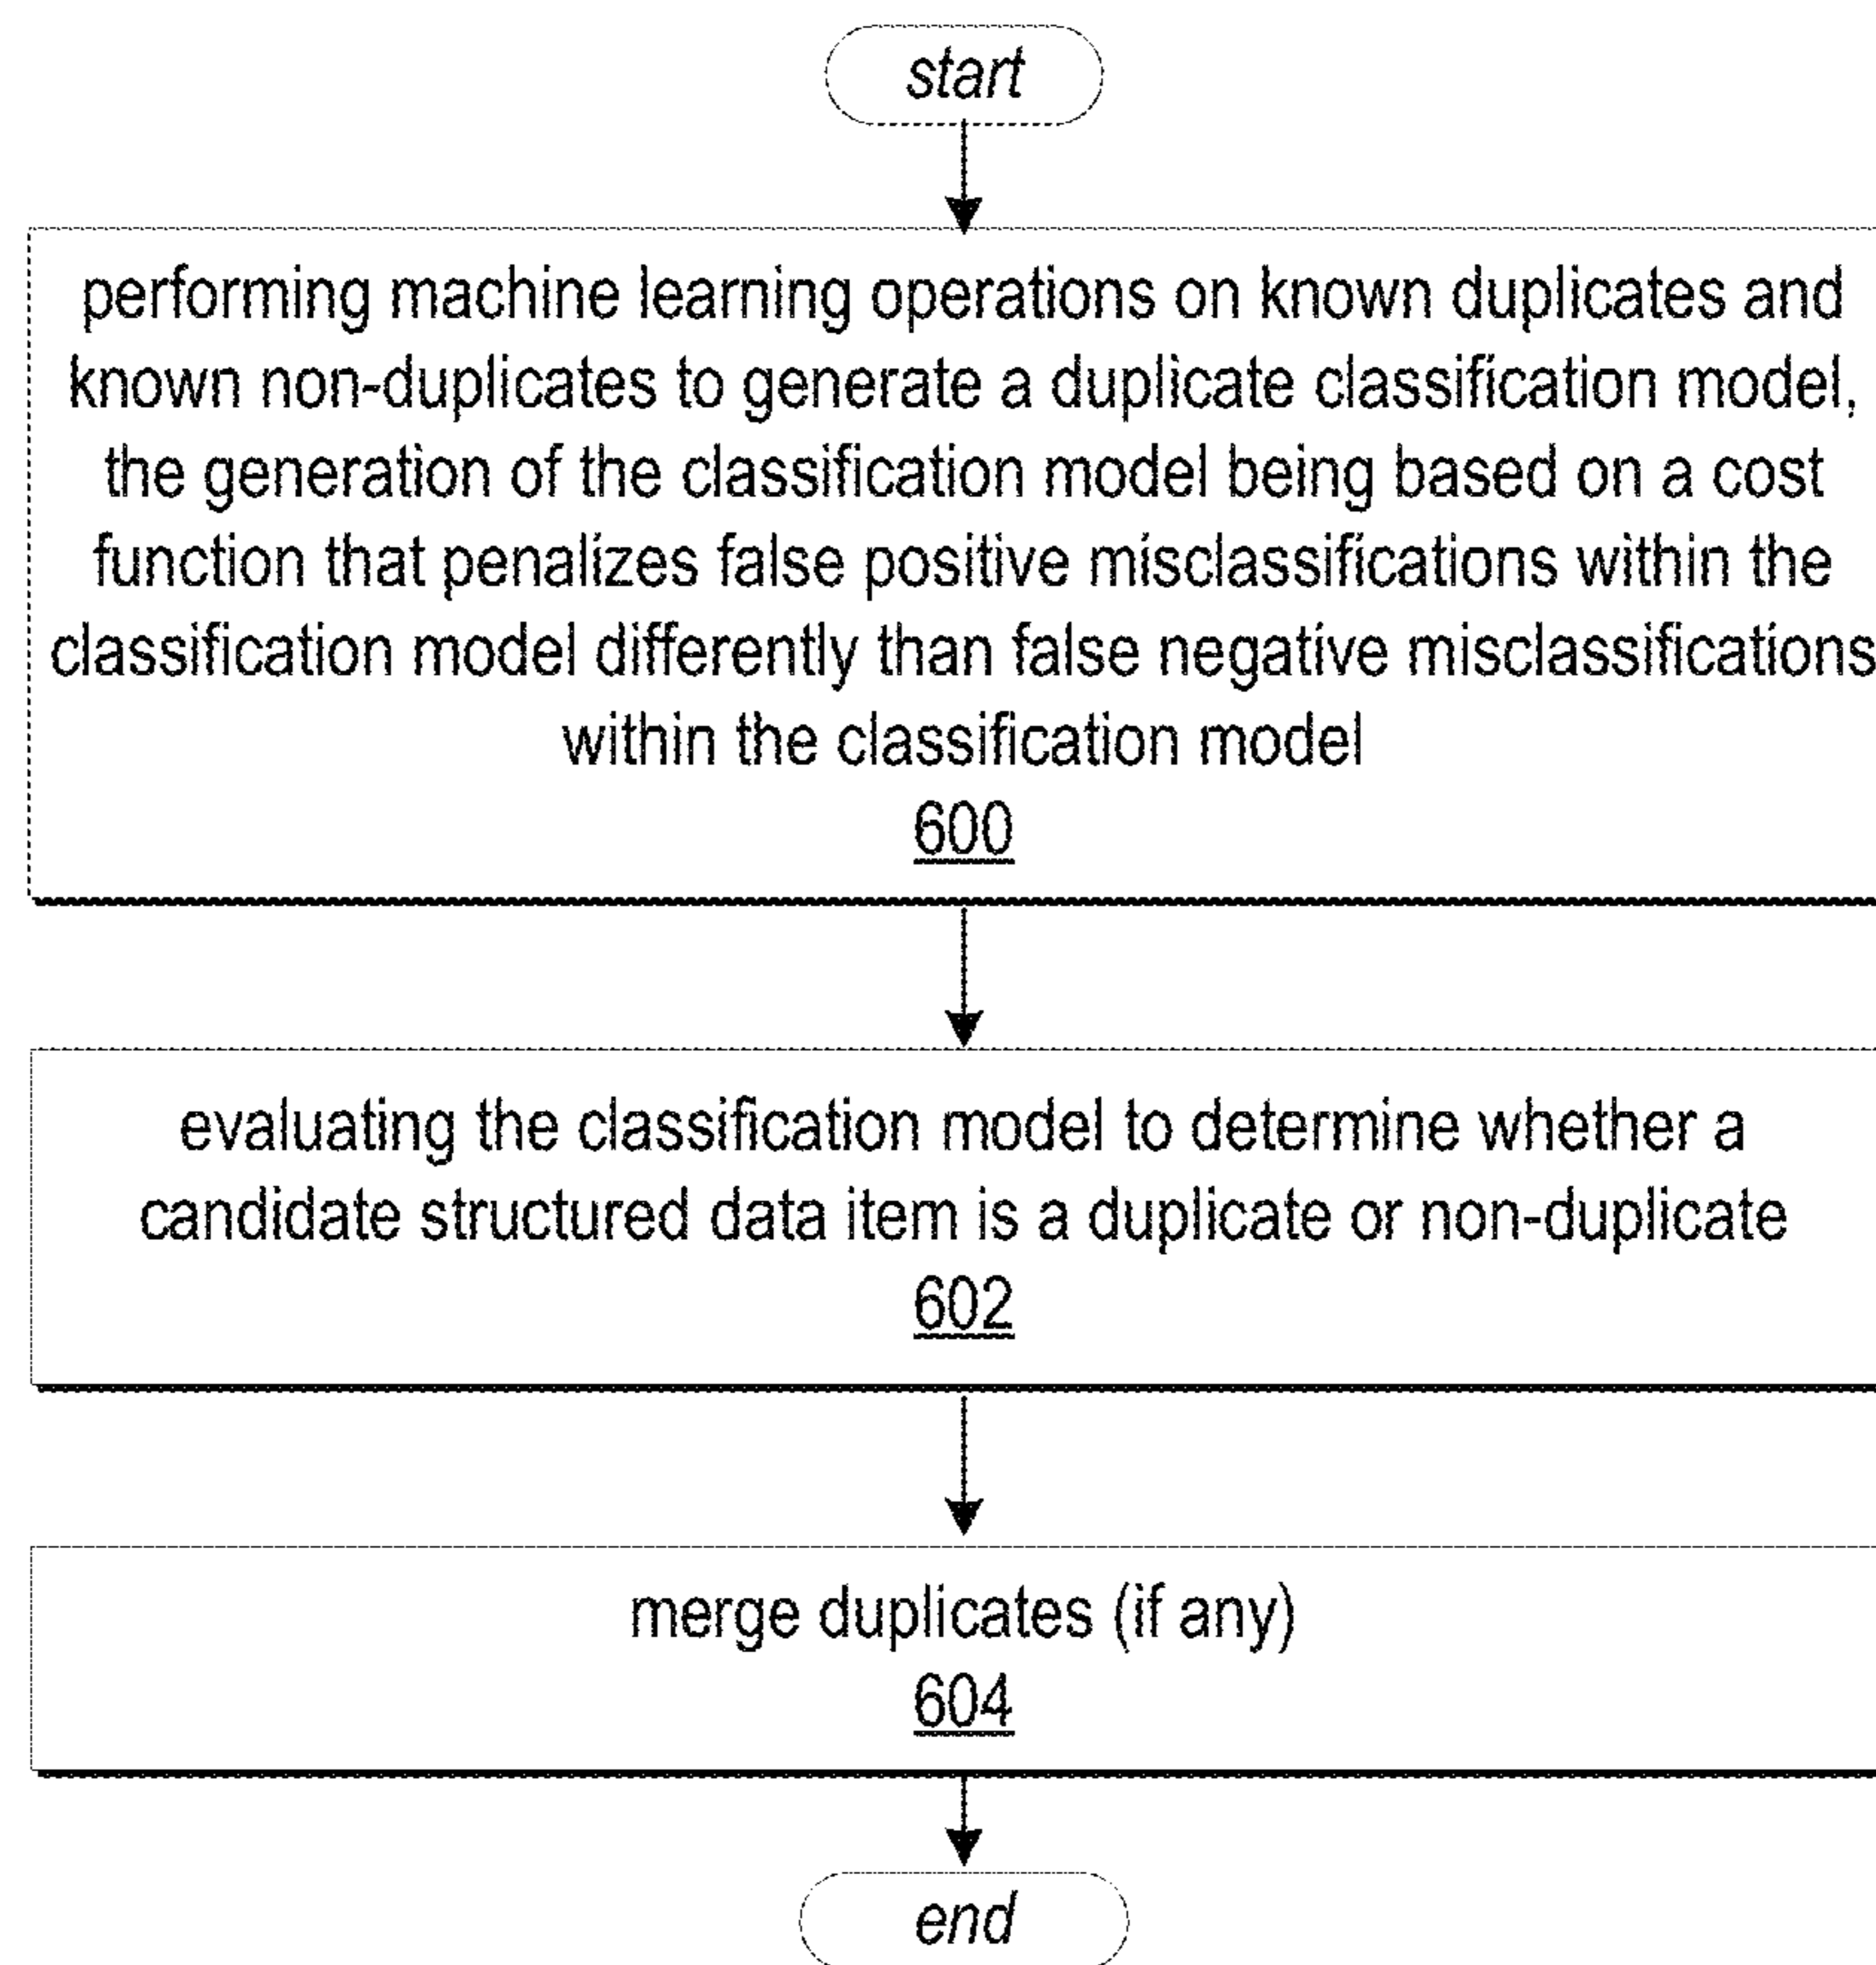 start
performing machine learning operations on known duplicates and
known non-duplicates to generate a duplicate classification model,
the generation of the classification model being based on a cost
function that penalizes false positive misclassifications within the
classification model differently than false negative misclassifications
within the classification model
600
evaluating the classification model to determine whether a
candidate structured data item is a duplicate or non-duplicate
602
merge duplicates (if any)
604
end